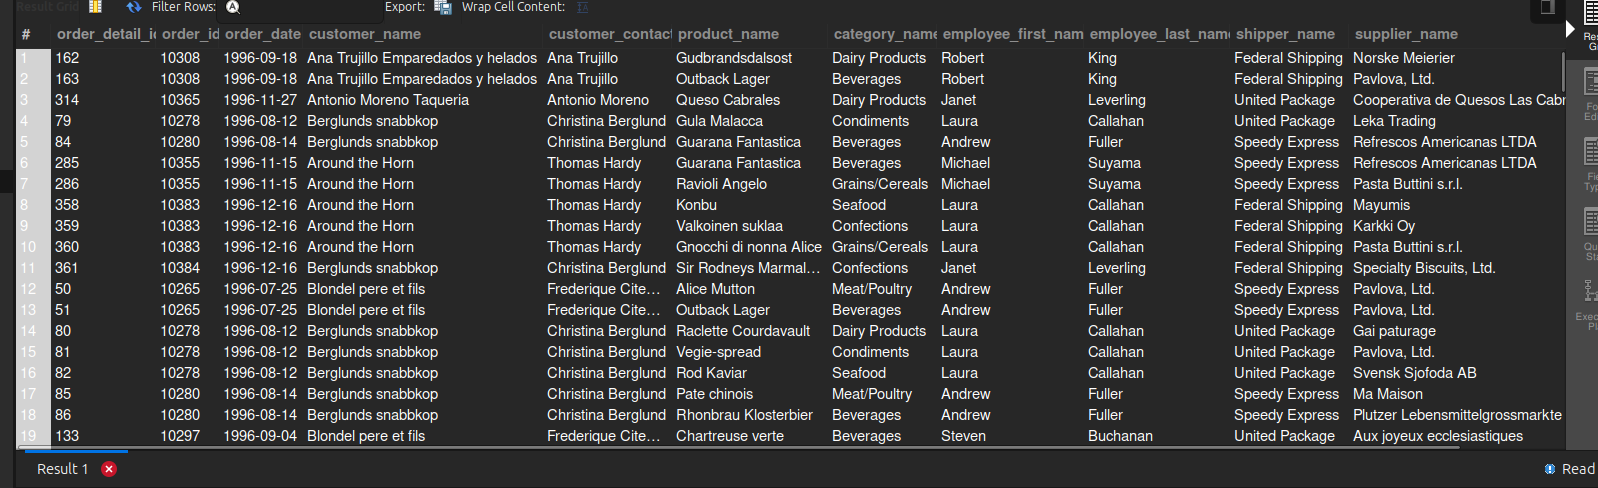 Result Grid Filter Rows: Export: Wrap Cell Content:
# order_detail_i order_id order_date customer_name customer_contac product_name category_name employee_first_nam employee_last_nam shipper_name supplier_name
1 162 10308 1996-09-18 Ana Trujillo Emparedados y helados Ana Trujillo Gudbrandsdalsost Dairy Products Robert King Federal Shipping Norske Meierier
2 163 10308 1996-09-18 Ana Trujillo Emparedados y helados Ana Trujillo Outback Lager Beverages Robert King Federal Shipping Pavlova, Ltd.
3 314 10365 1996-11-27 Antonio Moreno Taqueria Antonio Moreno Queso Cabrales Dairy Products Janet Leverling United Package Cooperativa de Quesos Las Cabr
4 79 10278 1996-08-12 Berglunds snabbkop Christina Berglund Gula Malacca Condiments Laura Callahan United Package Leka Trading
5 84 10280 1996-08-14 Berglunds snabbkop Christina Berglund Guarana Fantastica Beverages Andrew Fuller Speedy Express Refrescos Americanas LTDA
6 285 10355 1996-11-15 Around the Horn Thomas Hardy Guarana Fantastica Beverages Michael Suyama Speedy Express Refrescos Americanas LTDA
7 286 10355 1996-11-15 Around the Horn Thomas Hardy Ravioli Angelo Grains/Cereals Michael Suyama Speedy Express Pasta Buttini s.r.l.
8 358 10383 1996-12-16 Around the Horn Thomas Hardy Konbu Seafood Laura Callahan Federal Shipping Mayumis
9 359 10383 1996-12-16 Around the Horn Thomas Hardy Valkoinen suklaa Confections Laura Callahan Federal Shipping Karkki Oy
10 360 10383 1996-12-16 Around the Horn Thomas Hardy Gnocchi di nonna Alice Grains/Cereals Laura Callahan Federal Shipping Pasta Buttini s.r.l.
11 361 10384 1996-12-16 Berglunds snabbkop Christina Berglund Sir Rodneys Marmal... Confections Janet Leverling Federal Shipping Specialty Biscuits, Ltd.
12 50 10265 1996-07-25 Blondel pere et fils Frederique Cite... Alice Mutton Meat/Poultry Andrew Fuller Speedy Express Pavlova, Ltd.
13 51 10265 1996-07-25 Blondel pere et fils Frederique Cite... Outback Lager Beverages Andrew Fuller Speedy Express Pavlova, Ltd.
14 80 10278 1996-08-12 Berglunds snabbkop Christina Berglund Raclette Courdavault Dairy Products Laura Callahan United Package Gai paturage
15 81 10278 1996-08-12 Berglunds snabbkop Christina Berglund Vegie-spread Condiments Laura Callahan United Package Pavlova, Ltd.
16 82 10278 1996-08-12 Berglunds snabbkop Christina Berglund Rod Kaviar Seafood Laura Callahan United Package Svensk Sjofoda AB
17 85 10280 1996-08-14 Berglunds snabbkop Christina Berglund Pate chinois Meat/Poultry Andrew Fuller Speedy Express Ma Maison
18 86 10280 1996-08-14 Berglunds snabbkop Christina Berglund Rhonbrau Klosterbier Beverages Andrew Fuller Speedy Express Plutzer Lebensmittelgrossmarkte
19 133 10297 1996-09-04 Blondel pere et fils Frederique Cite... Chartreuse verte Beverages Steven Buchanan United Package Aux joyeux ecclesiastiques
Result 1 Read